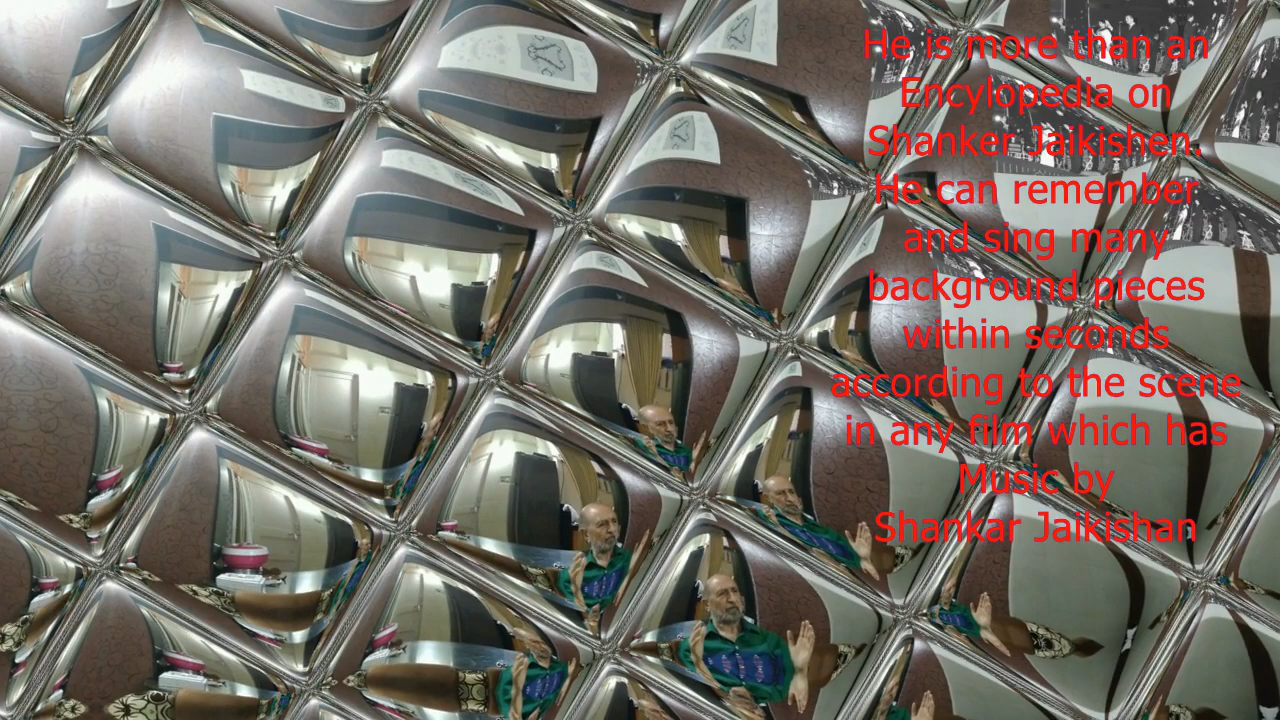 He is more than an
Encylopedia on
Shanker Jaikishen.
He can remember
and sing many
background pieces
within seconds
according to the scene
in any film which has
Music by
Shankar Jaikishan